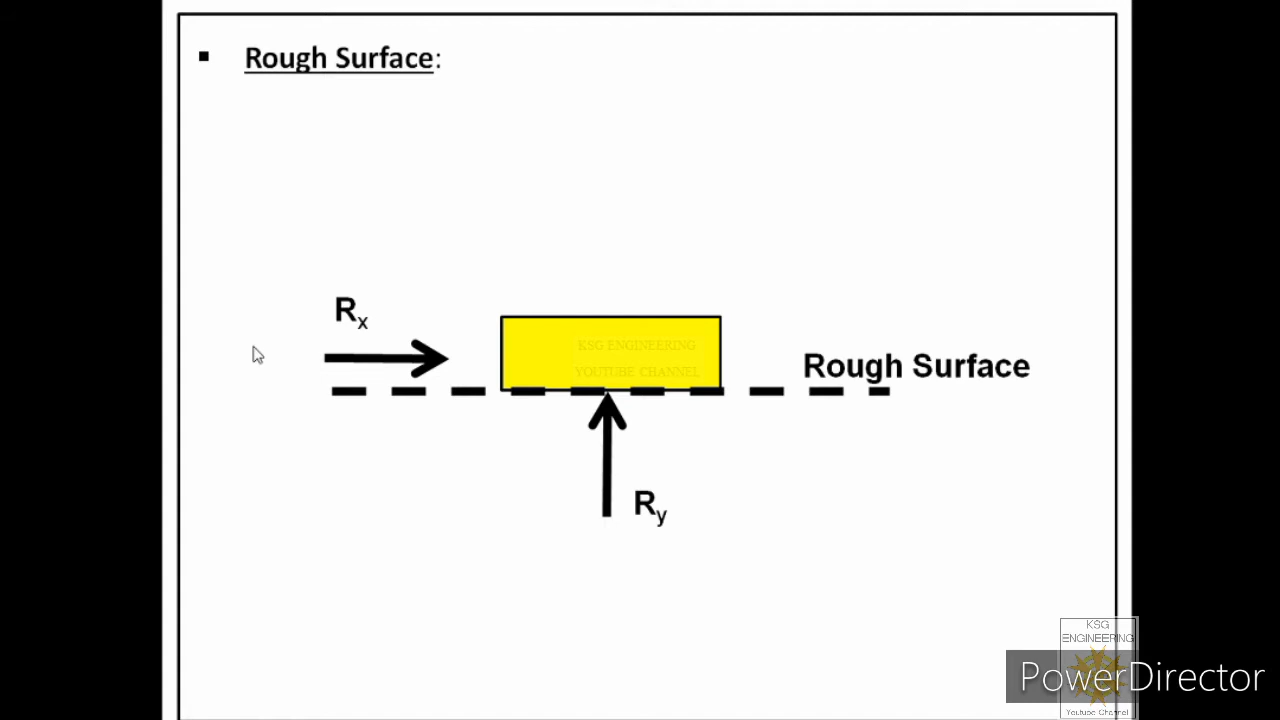 ▪ Rough Surface:
Rx
KSG ENGINEERING
YOUTUBE CHANNEL
Rough Surface
Ry
KSG
ENGINEERING
PowerDirector
Youtube Channel